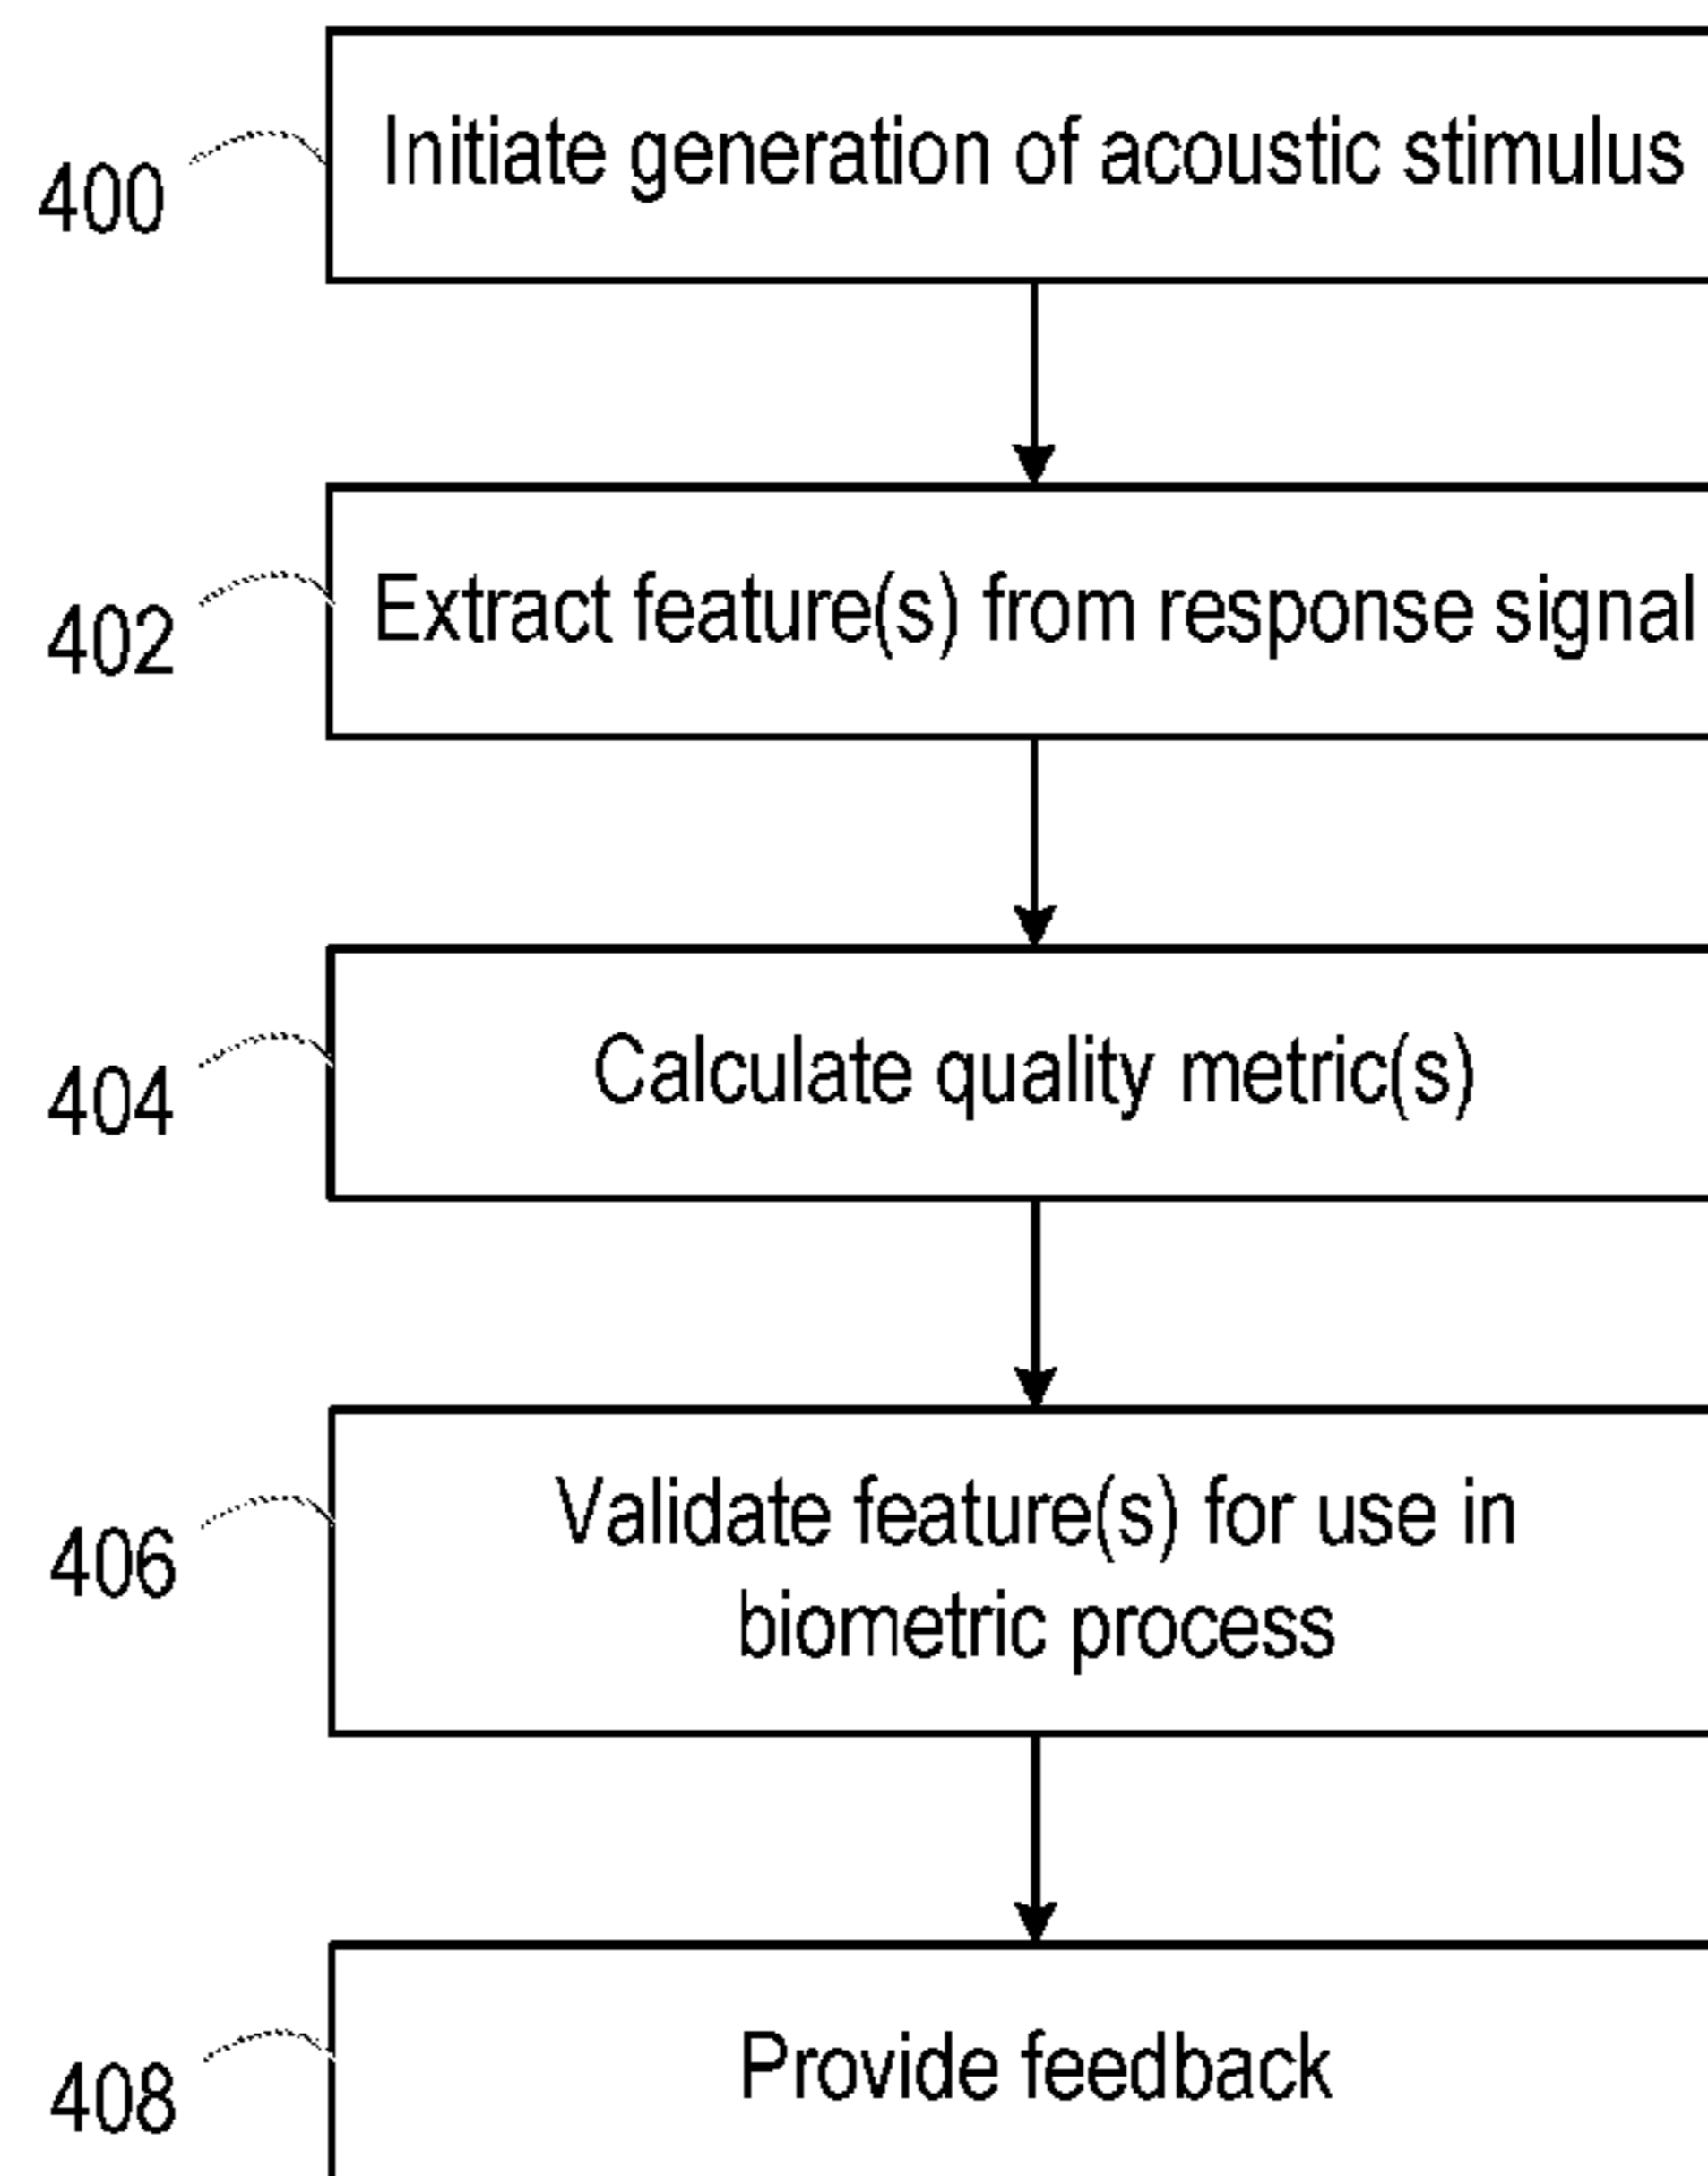 400
Initiate generation of acoustic stimulus
402
Extract feature(s) from response signal
404
Calculate quality metric(s)
406
Validate feature(s) for use in
biometric process
408
Provide feedback